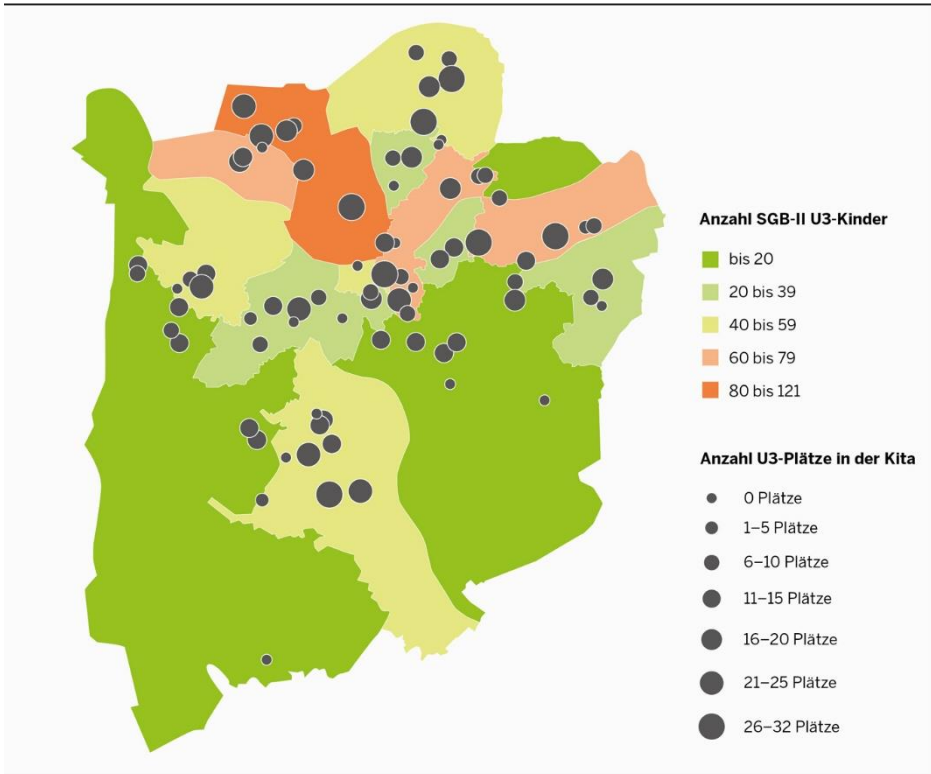 Anzahl SGB-II U3-Kinder
bis 20
20 bis 39
40 bis 59
60 bis 79
80 bis 121
Anzahl U3-Plätze in der Kita
0 Plätze
1–5 Plätze
6–10 Plätze
11–15 Plätze
16–20 Plätze
21–25 Plätze
26–32 Plätze